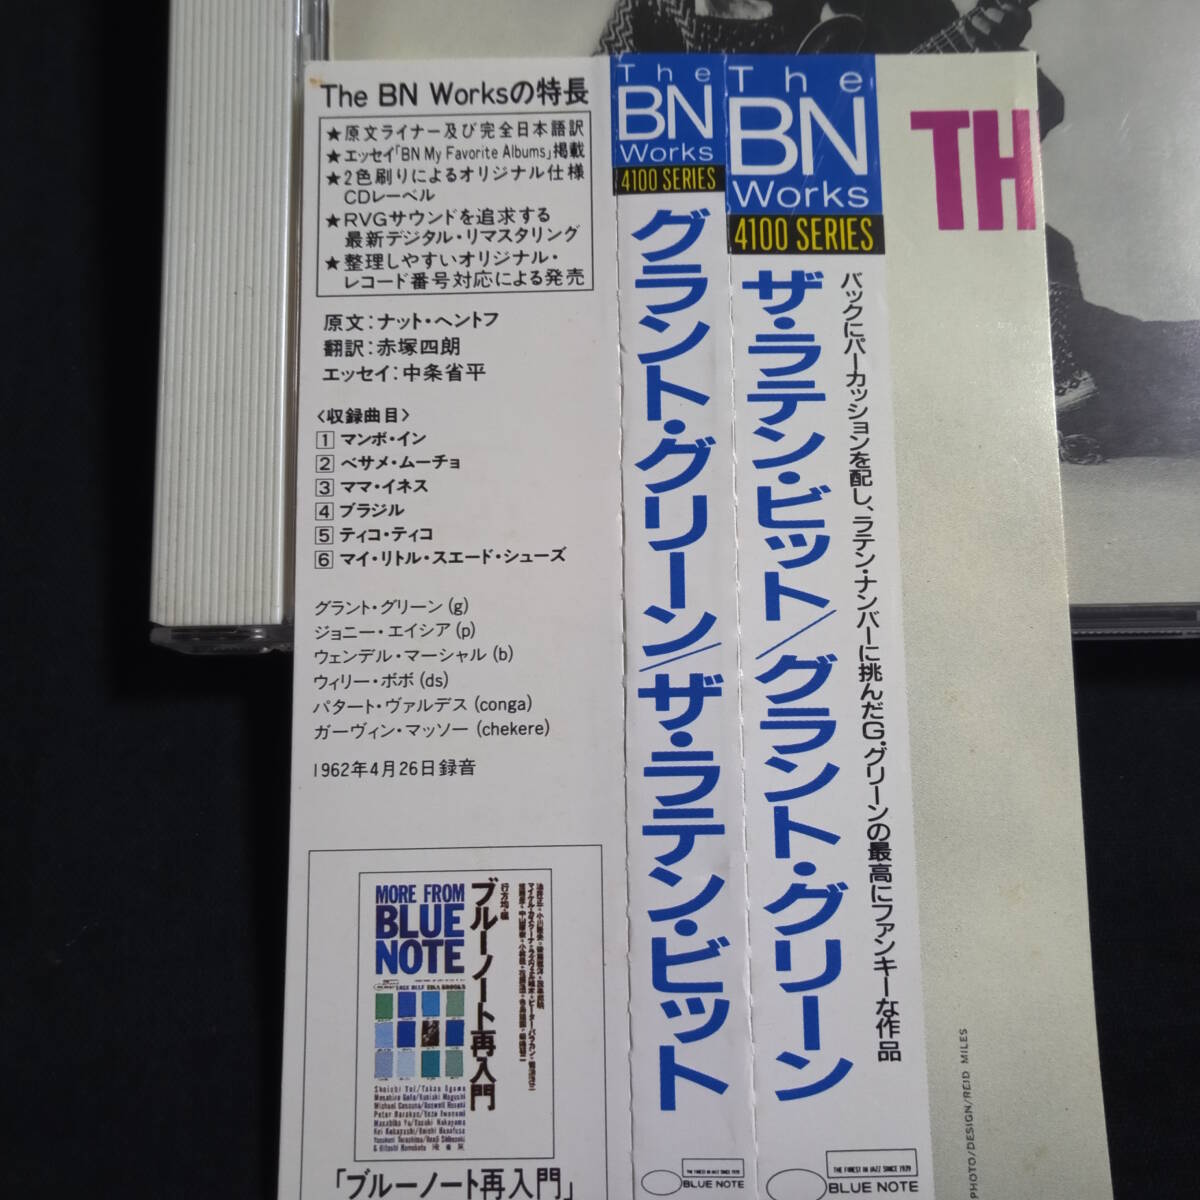 The BN Worksの特長
★原文ライナー及び完全日本語訳
★エッセイ「BN My Favorite Albums」掲載
★2色刷りによるオリジナル仕様
CDレーベル
★RVGサウンドを追求する
最新デジタル・リマスタリング
★整理しやすいオリジナル・
レコード番号対応による発売
原文:ナット・ヘントフ
翻訳:赤塚四朗
エッセイ:中条省平
〈収録曲目〉
1 マンボ・イン
2 ベサメ・ムーチョ
3 ママ・イネス
4 ブラジル
5 ティコ・ティコ
6 マイ・リトル・スエード・シューズ
グラント・グリーン(g)
ジョニー・エイシア(p)
ウェンデル・マーシャル(b)
ウィリー・ボボ(ds)
パタート・ヴァルデス(conga)
ガーヴィン・マッソー(chekere)
1962年4月26日録音
MORE FROM
BLUE
NOTE
ブルーノート再入門
行方均・編
「ブルーノート再入門」
The
BN
Works
4100 SERIES
グラント・グリーン/ザ・ラテン・ビット
THE FINEST IN JAZZ SINCE 1939
BLUE NOTE
The
BN
Works
4100 SERIES
ザ・ラテン・ビット/グラント・グリーン
バックにパーカッションを配し、ラテン・ナンバーに挑んだG・グリーンの最高にファンキーな作品
THE FINEST IN JAZZ SINCE 1939
BLUE NOTE
TH
PHOTO/DESIGN/REID MILES